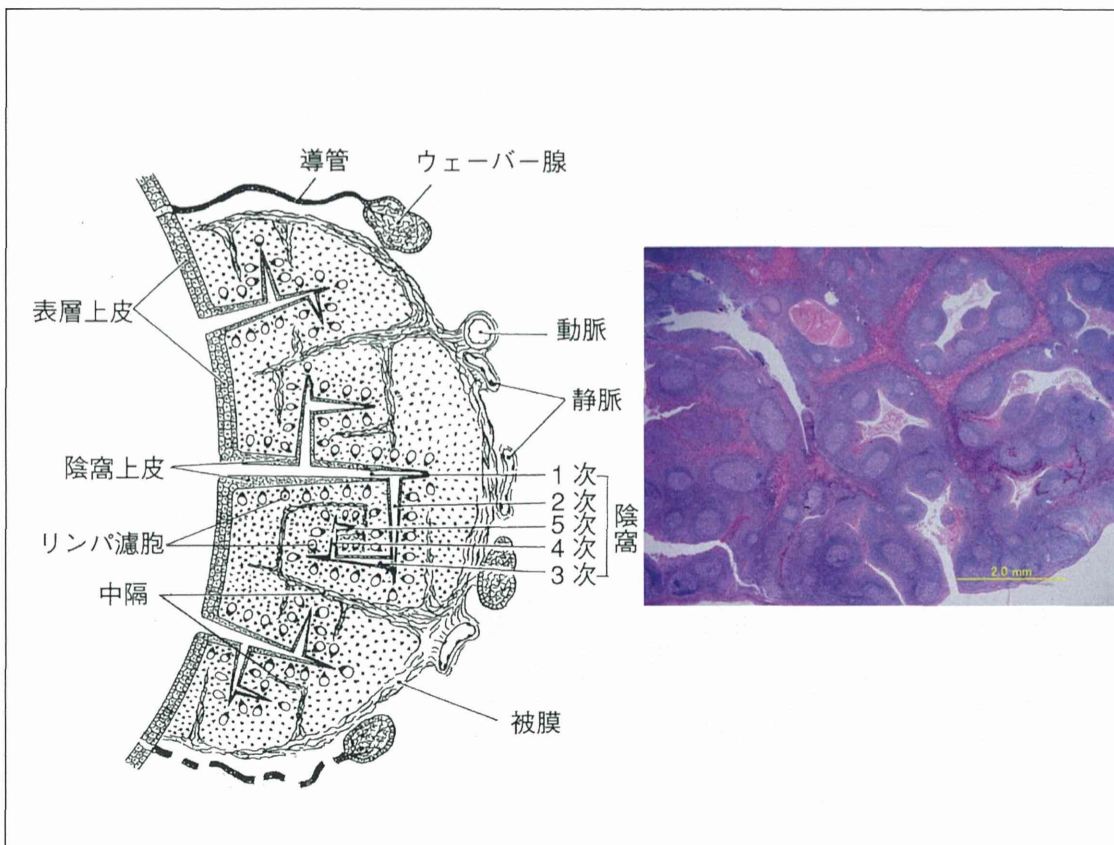 導管
ウェーバー腺
表層上皮
動脈
静脈
陰窩上皮
1次
2次
リンパ濾胞
5次
4次
3次
陰窩
中隔
被膜
2.0 mm